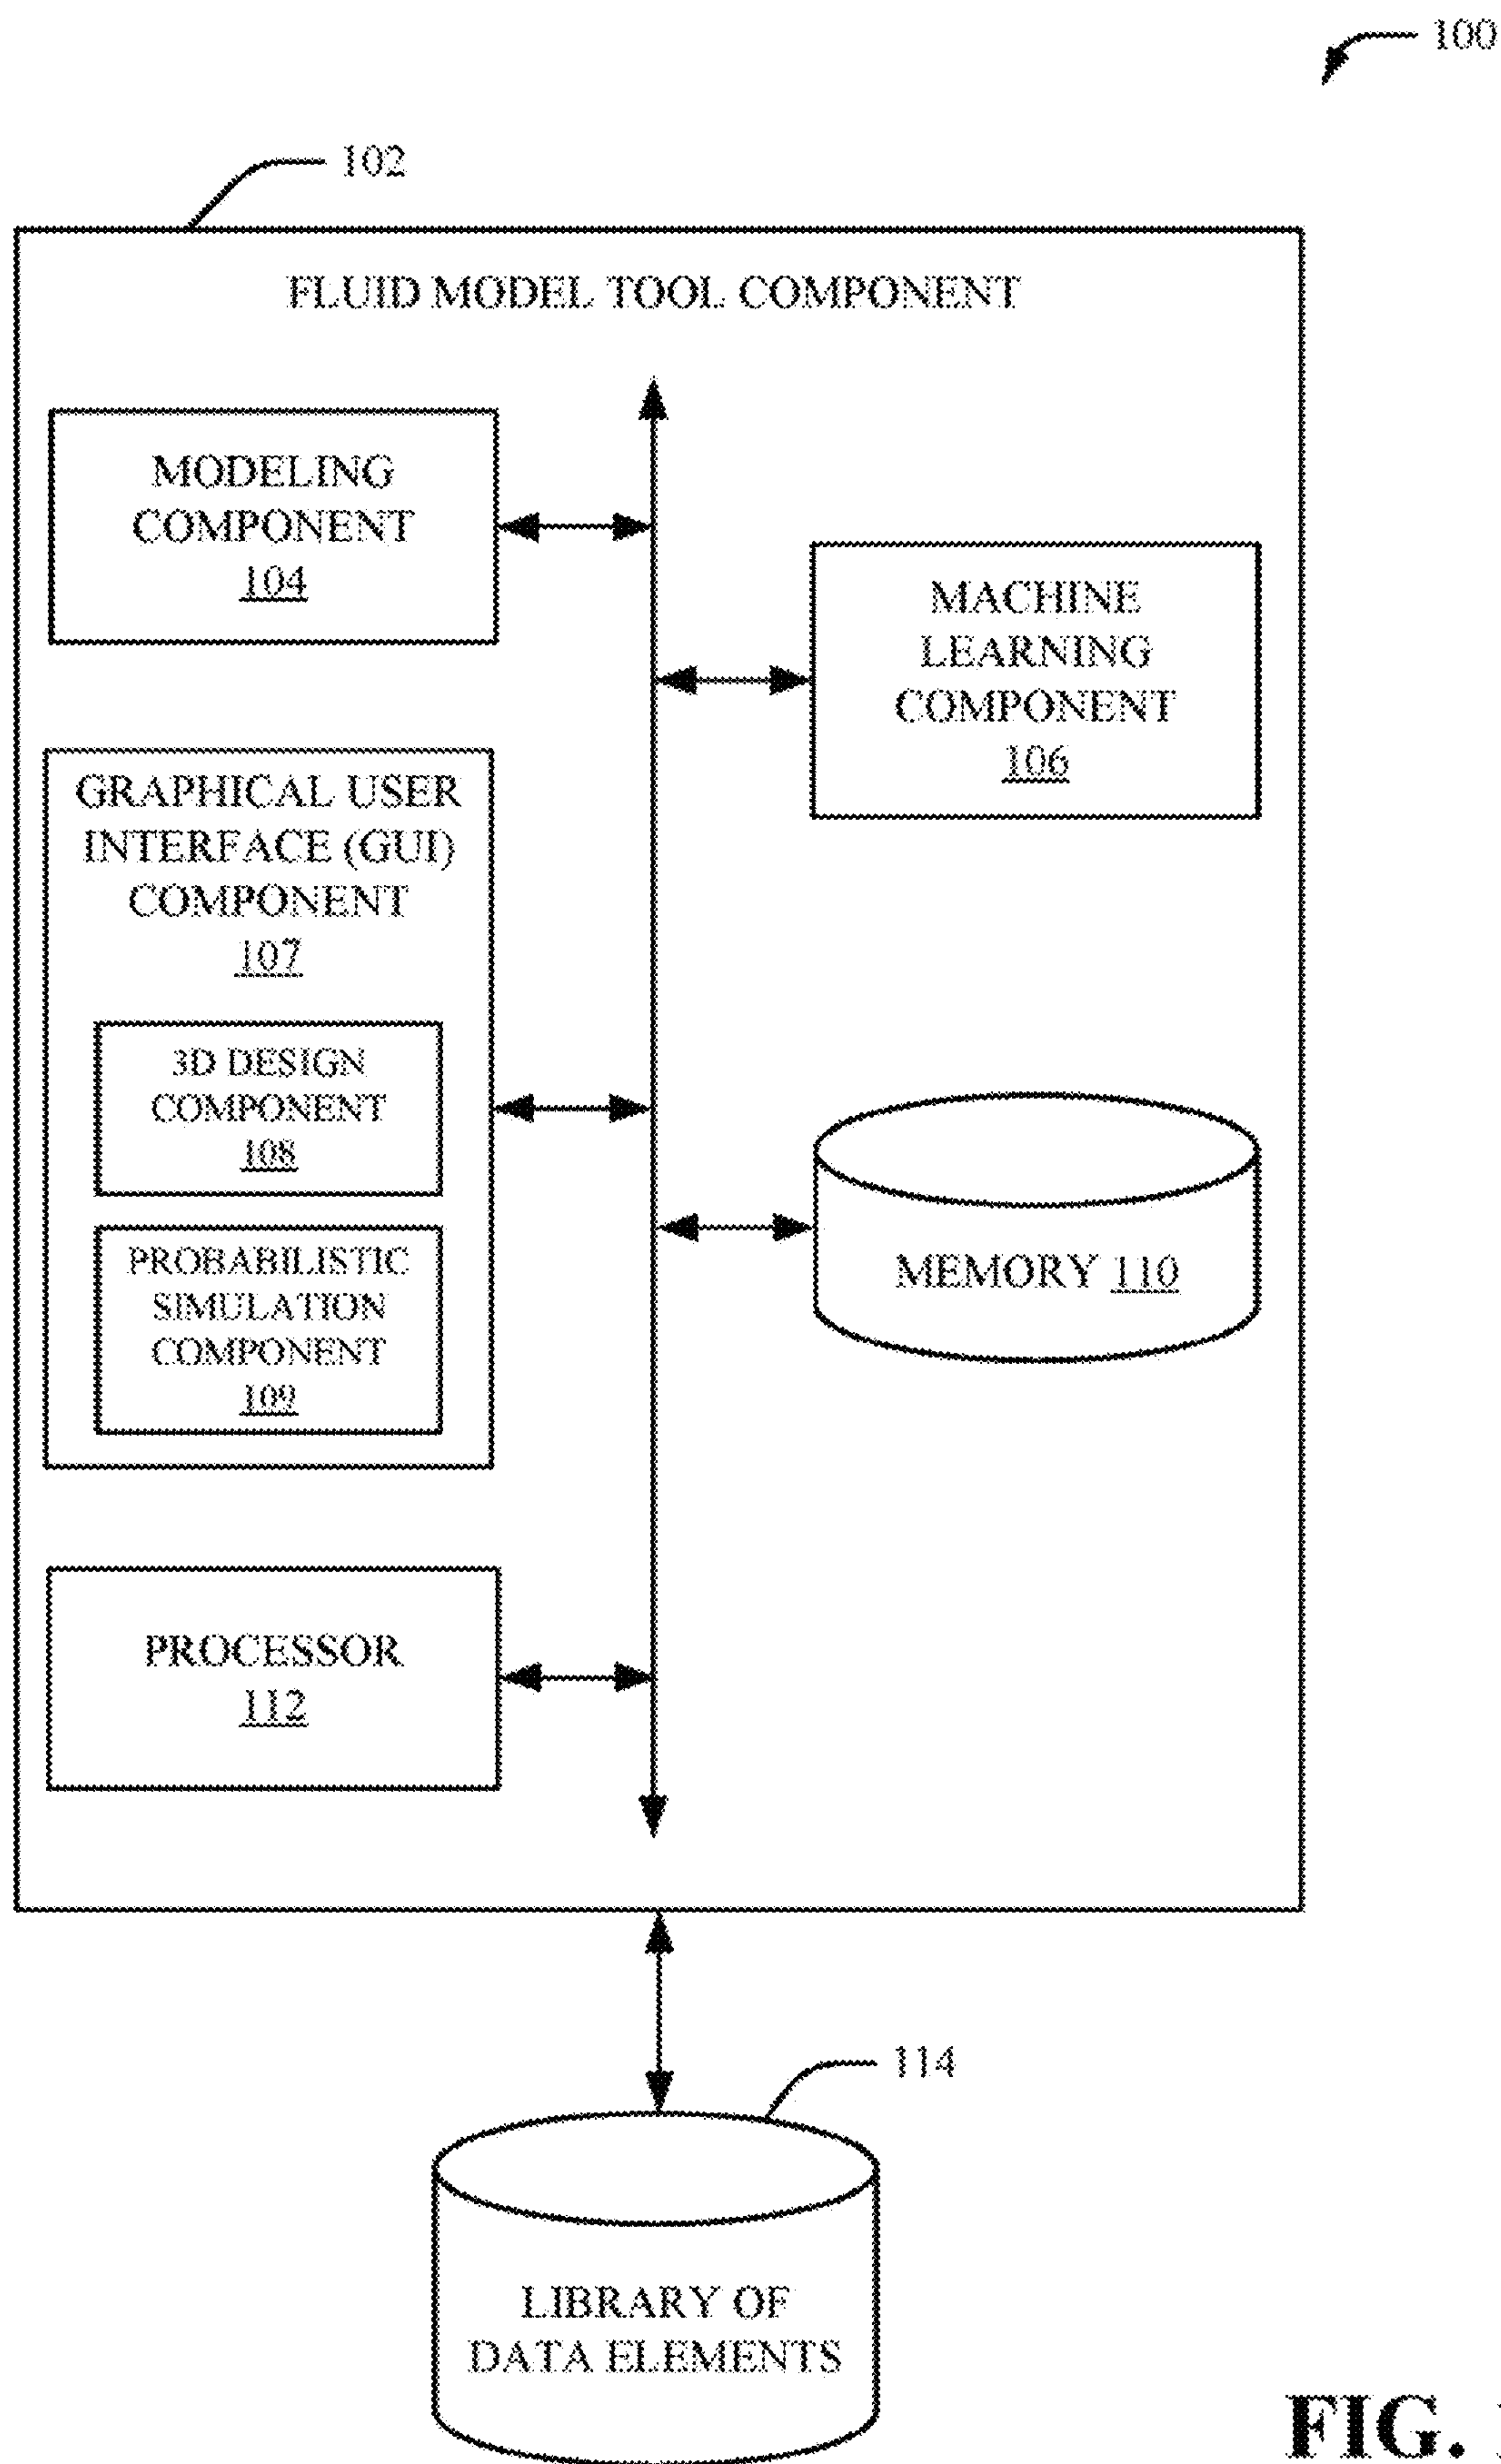 100
102
FLUID MODEL TOOL COMPONENT
MODELING
COMPONENT
104
MACHINE
LEARNING
COMPONENT
106
GRAPHICAL USER
INTERFACE (GUI)
COMPONENT
107
3D DESIGN
COMPONENT
108
PROBABILISTIC
SIMULATION
COMPONENT
109
MEMORY 110
PROCESSOR
112
114
LIBRARY OF
DATA ELEMENTS
FIG.